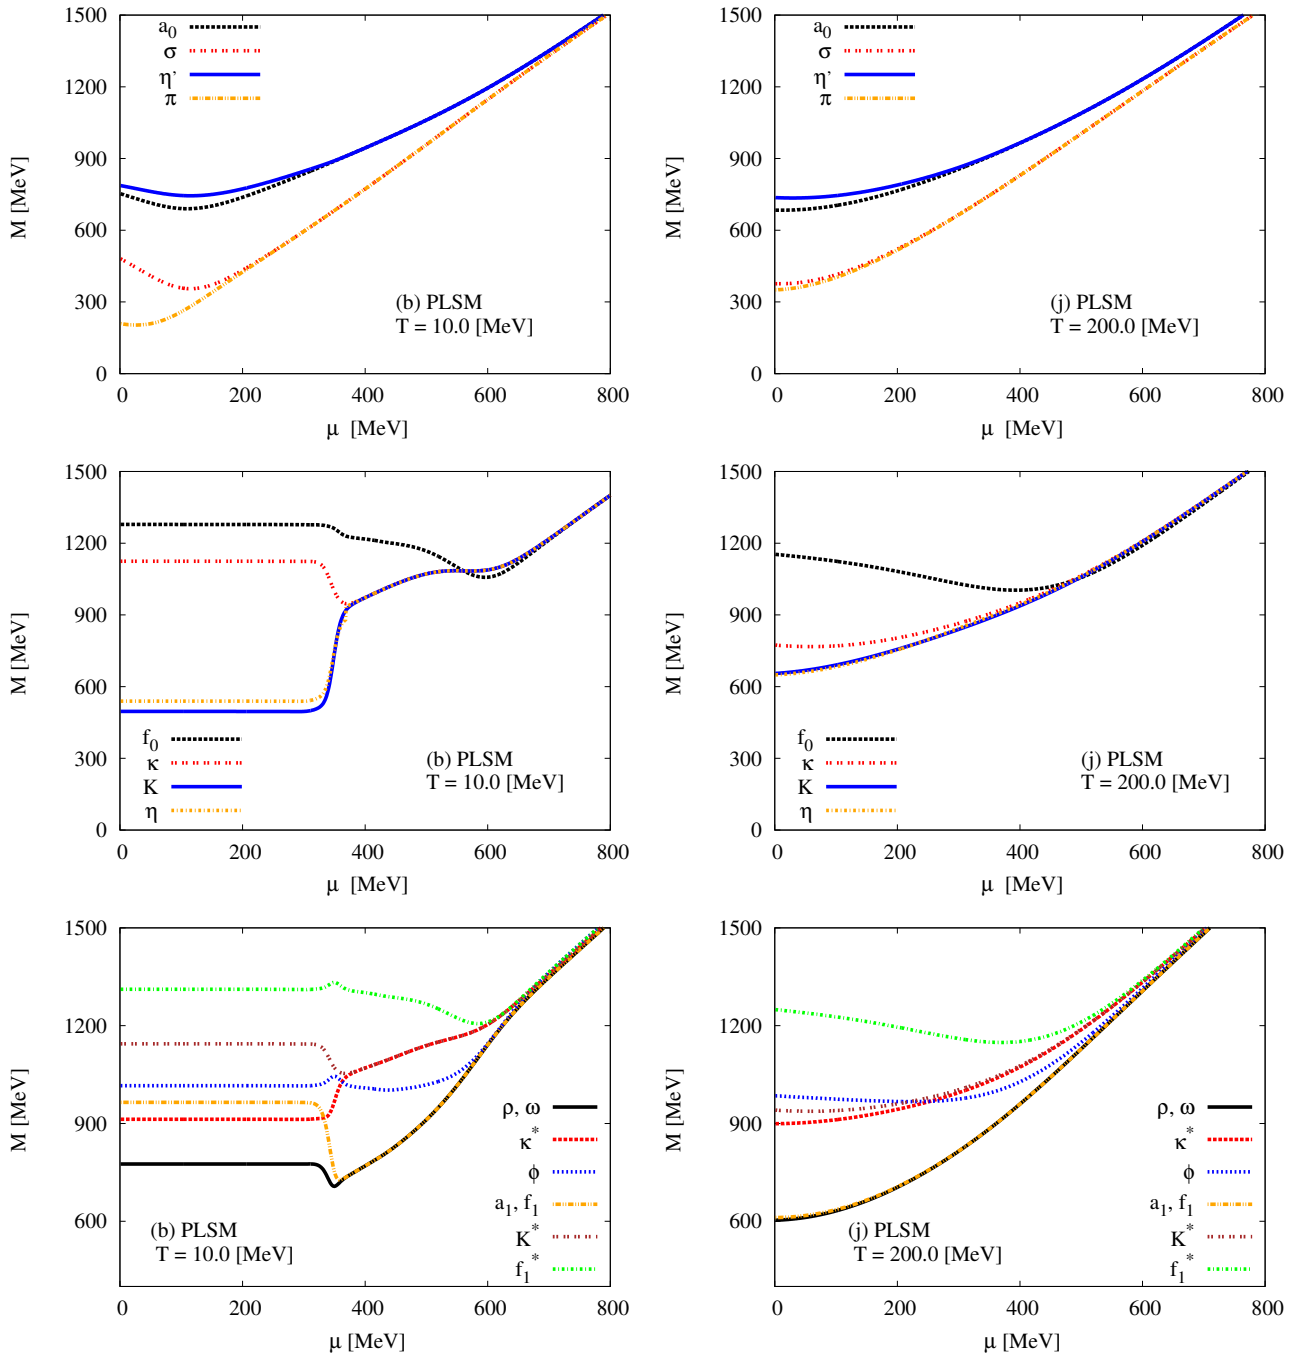 1500
1200
900
600
300
0
M [MeV]
a0
σ
η'
π
(b) PLSM
T = 10.0 [MeV]
0 200 400 600 800
μ [MeV]
1500
1200
900
600
300
0
M [MeV]
a0
σ
η'
π
(j) PLSM
T = 200.0 [MeV]
0 200 400 600 800
μ [MeV]
1500
1200
900
600
300
0
M [MeV]
f0
κ
K
η
(b) PLSM
T = 10.0 [MeV]
0 200 400 600 800
μ [MeV]
1500
1200
900
600
300
0
M [MeV]
f0
κ
K
η
(j) PLSM
T = 200.0 [MeV]
0 200 400 600 800
μ [MeV]
1500
1200
900
600
M [MeV]
ρ, ω
κ*
ϕ
a1, f1
K*
f1*
(b) PLSM
T = 10.0 [MeV]
0 200 400 600 800
μ [MeV]
1500
1200
900
600
M [MeV]
ρ, ω
κ*
ϕ
a1, f1
K*
f1*
(j) PLSM
T = 200.0 [MeV]
0 200 400 600 800
μ [MeV]